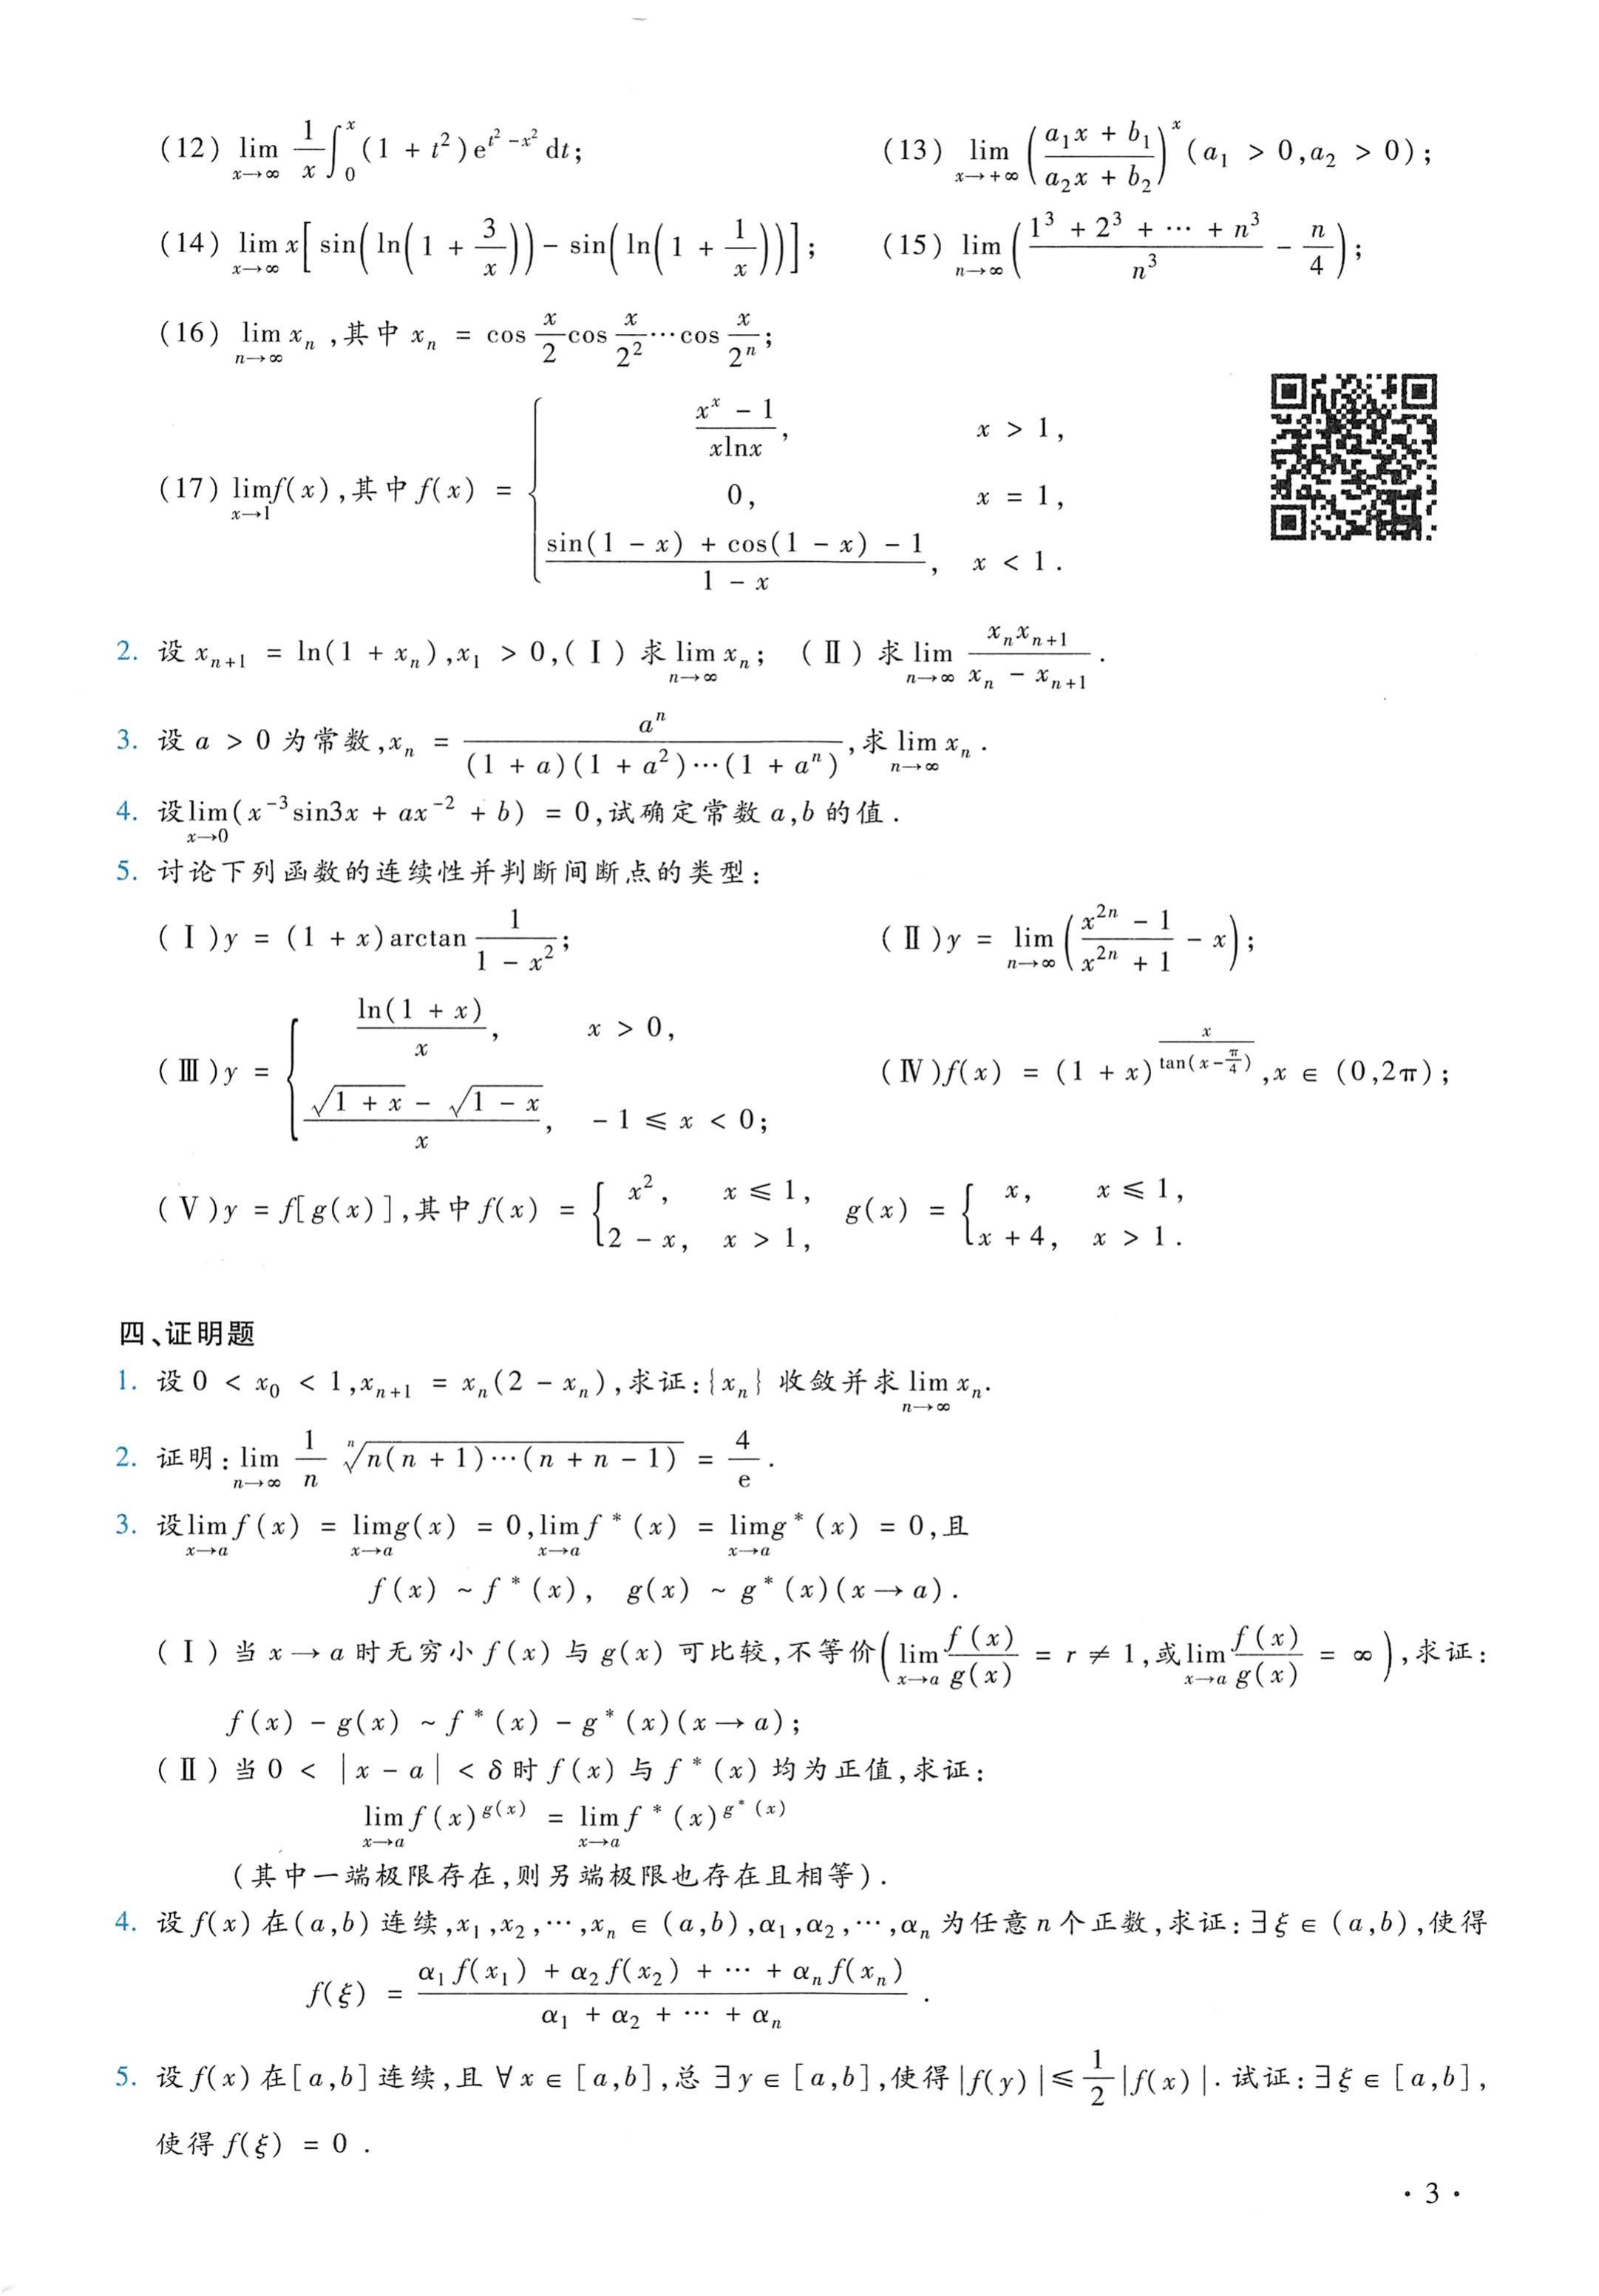 (12) $\lim\limits_{x\to\infty}\frac{1}{x}\int_0^x(1+t^2)e^{t^2-x^2}dt$; (13) $\lim\limits_{x\to+\infty}\left(\frac{a_1x+b_1}{a_2x+b_2}\right)^x(a_1>0,a_2>0)$;
(14) $\lim\limits_{x\to\infty}x\left[\sin\left(\ln\left(1+\frac{3}{x}\right)\right)-\sin\left(\ln\left(1+\frac{1}{x}\right)\right)\right]$; (15) $\lim\limits_{n\to\infty}\left(\frac{1^3+2^3+\cdots+n^3}{n^3}-\frac{n}{4}\right)$;
(16) $\lim\limits_{n\to\infty}x_n$,其中 $x_n=\cos\frac{x}{2}\cos\frac{x}{2^2}\cdots\cos\frac{x}{2^n}$;
(17) $\lim\limits_{x\to1}f(x)$,其中 $f(x)=\begin{cases}\frac{x^x-1}{x\ln x}, & x>1,\\0, & x=1,\\\frac{\sin(1-x)+\cos(1-x)-1}{1-x}, & x<1.\end{cases}$
2. 设 $x_{n+1}=\ln(1+x_n),x_1>0$,(Ⅰ)求 $\lim\limits_{n\to\infty}x_n$; (Ⅱ)求 $\lim\limits_{n\to\infty}\frac{x_nx_{n+1}}{x_n-x_{n+1}}$.
3. 设 $a>0$ 为常数,$x_n=\frac{a^n}{(1+a)(1+a^2)\cdots(1+a^n)}$,求 $\lim\limits_{n\to\infty}x_n$.
4. 设 $\lim\limits_{x\to0}(x^{-3}\sin3x+ax^{-2}+b)=0$,试确定常数 $a,b$ 的值.
5. 讨论下列函数的连续性并判断间断点的类型:
(Ⅰ) $y=(1+x)\arctan\frac{1}{1-x^2}$; (Ⅱ) $y=\lim\limits_{n\to\infty}\left(\frac{x^{2n}-1}{x^{2n}+1}-x\right)$;
(Ⅲ) $y=\begin{cases}\frac{\ln(1+x)}{x}, & x>0,\\\frac{\sqrt{1+x}-\sqrt{1-x}}{x}, & -1\leqslant x<0;\end{cases}$ (Ⅳ) $f(x)=(1+x)^{\frac{x}{\tan(x-\frac{\pi}{4})}},x\in(0,2\pi)$;
(Ⅴ) $y=f[g(x)]$,其中 $f(x)=\begin{cases}x^2, & x\leqslant1,\\2-x, & x>1,\end{cases}$ $g(x)=\begin{cases}x, & x\leqslant1,\\x+4, & x>1.\end{cases}$
四、证明题
1. 设 $0<x_0<1,x_{n+1}=x_n(2-x_n)$,求证:$\{x_n\}$ 收敛并求 $\lim\limits_{n\to\infty}x_n$.
2. 证明:$\lim\limits_{n\to\infty}\frac{1}{n}\sqrt[n]{n(n+1)\cdots(n+n-1)}=\frac{4}{e}$.
3. 设 $\lim\limits_{x\to a}f(x)=\lim\limits_{x\to a}g(x)=0,\lim\limits_{x\to a}f^*(x)=\lim\limits_{x\to a}g^*(x)=0$,且
$f(x)\sim f^*(x),\ g(x)\sim g^*(x)(x\to a)$.
(Ⅰ)当 $x\to a$ 时无穷小 $f(x)$ 与 $g(x)$ 可比较,不等价$\left(\lim\limits_{x\to a}\frac{f(x)}{g(x)}=r\neq1,或\lim\limits_{x\to a}\frac{f(x)}{g(x)}=\infty\right)$,求证:
$f(x)-g(x)\sim f^*(x)-g^*(x)(x\to a)$;
(Ⅱ)当 $0<|x-a|<\delta$ 时 $f(x)$ 与 $f^*(x)$ 均为正值,求证:
$\lim\limits_{x\to a}f(x)^{g(x)}=\lim\limits_{x\to a}f^*(x)^{g^*(x)}$
(其中一端极限存在,则另端极限也存在且相等).
4. 设 $f(x)$ 在 $(a,b)$ 连续,$x_1,x_2,\cdots,x_n\in(a,b),\alpha_1,\alpha_2,\cdots,\alpha_n$ 为任意 $n$ 个正数,求证:$\exists\xi\in(a,b)$,使得
$f(\xi)=\frac{\alpha_1f(x_1)+\alpha_2f(x_2)+\cdots+\alpha_nf(x_n)}{\alpha_1+\alpha_2+\cdots+\alpha_n}$.
5. 设 $f(x)$ 在 $[a,b]$ 连续,且 $\forall x\in[a,b]$,总 $\exists y\in[a,b]$,使得 $|f(y)|\leqslant\frac{1}{2}|f(x)|$. 试证:$\exists\xi\in[a,b]$,
使得 $f(\xi)=0$.
· 3 ·